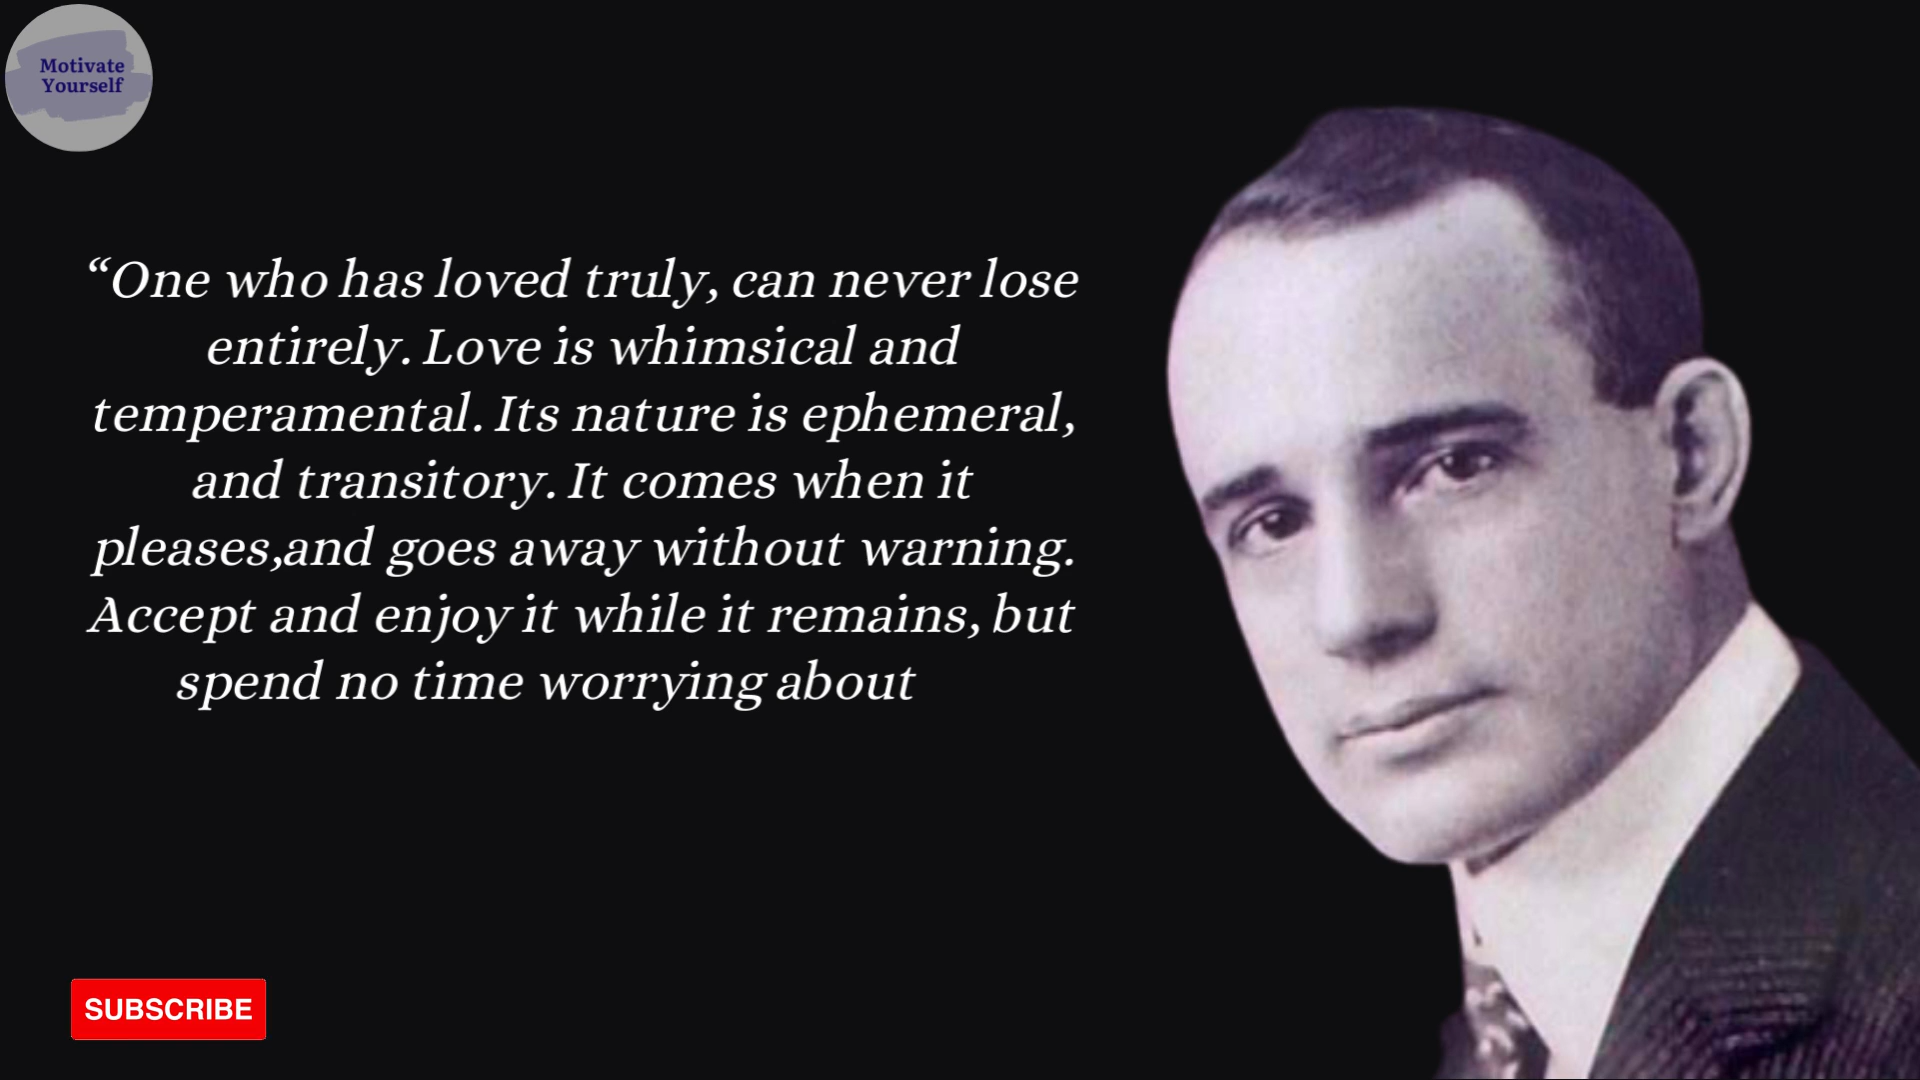 Motivate
Yourself
“One who has loved truly, can never lose
entirely. Love is whimsical and
temperamental. Its nature is ephemeral,
and transitory. It comes when it
pleases,and goes away without warning.
Accept and enjoy it while it remains, but
spend no time worrying about
SUBSCRIBE